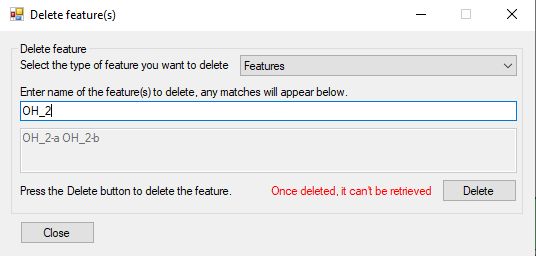 Delete feature(s)
Delete feature
Select the type of feature you want to delete Features
Enter name of the feature(s) to delete, any matches will appear below.
OH_2
OH_2-a OH_2-b
Press the Delete button to delete the feature. Once deleted, it can't be retrieved Delete
Close